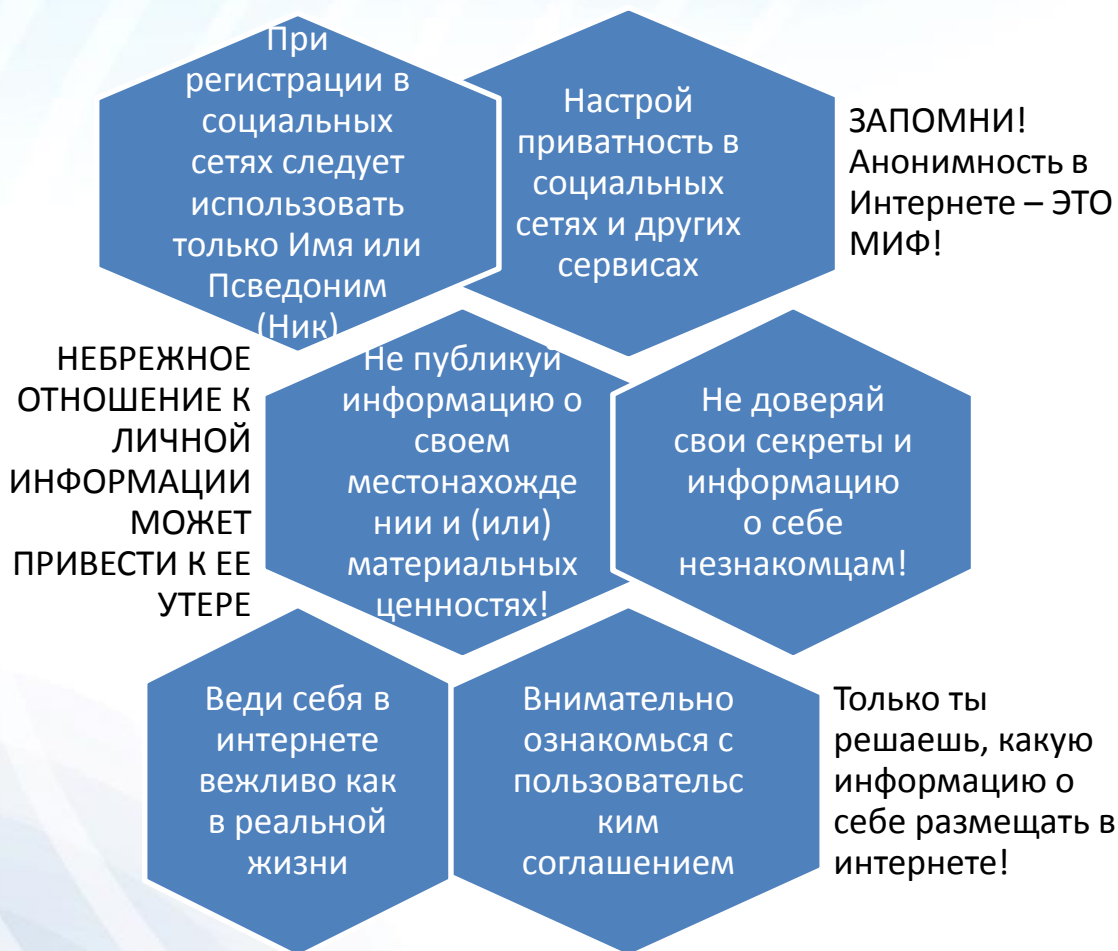 При
регистрации в
социальных
сетях следует
использовать
только Имя или
Псведоним
(Ник)
Настрой
приватность в
социальных
сетях и других
сервисах
ЗАПОМНИ!
Анонимность в
Интернете – ЭТО
МИФ!
НЕБРЕЖНОЕ
ОТНОШЕНИЕ К
ЛИЧНОЙ
ИНФОРМАЦИИ
МОЖЕТ
ПРИВЕСТИ К ЕЕ
УТЕРЕ
Не публикуй
информацию о
своем
местонахожде
нии и (или)
материальных
ценностях!
Не доверяй
свои секреты и
информацию
о себе
незнакомцам!
Веди себя в
интернете
вежливо как
в реальной
жизни
Внимательно
ознакомься с
пользовательс
ким
соглашением
Только ты
решаешь, какую
информацию о
себе размещать в
интернете!